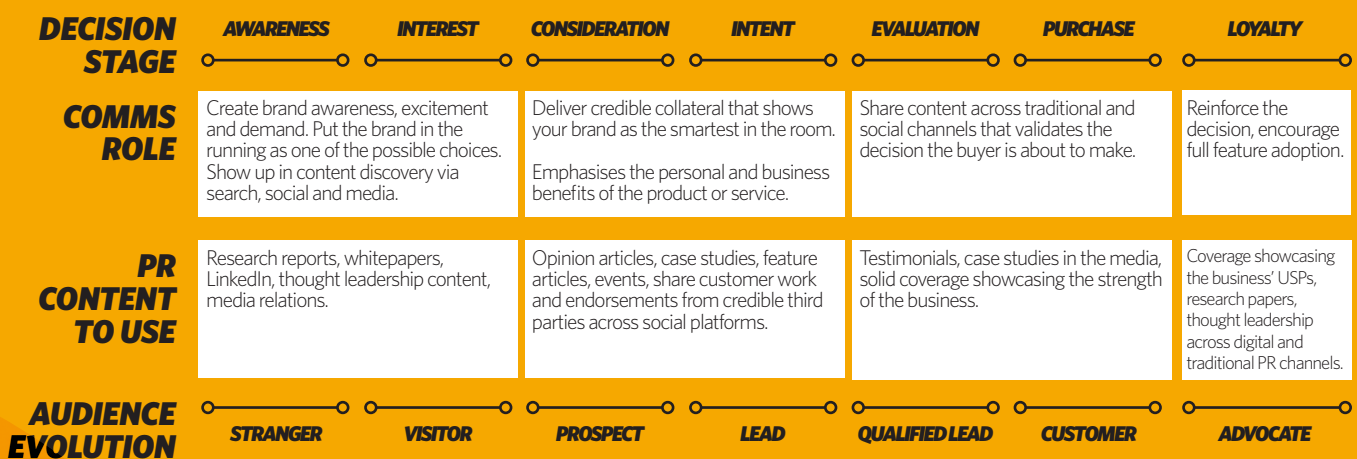 DECISION
STAGE
AWARENESS
INTEREST
CONSIDERATION
INTENT
EVALUATION
PURCHASE
LOYALTY
COMMS
ROLE
Create brand awareness, excitement
and demand. Put the brand in the
running as one of the possible choices.
Show up in content discovery via
search, social and media.
Deliver credible collateral that shows
your brand as the smartest in the room.
Emphasises the personal and business
benefits of the product or service.
Share content across traditional and
social channels that validates the
decision the buyer is about to make.
Reinforce the
decision, encourage
full feature adoption.
PR
CONTENT
TO USE
Research reports, whitepapers,
LinkedIn, thought leadership content,
media relations.
Opinion articles, case studies, feature
articles, events, share customer work
and endorsements from credible third
parties across social platforms.
Testimonials, case studies in the media,
solid coverage showcasing the strength
of the business.
Coverage showcasing
the business' USPs,
research papers,
thought leadership
across digital and
traditional PR channels.
AUDIENCE
EVOLUTION
STRANGER
VISITOR
PROSPECT
LEAD
QUALIFIED LEAD
CUSTOMER
ADVOCATE